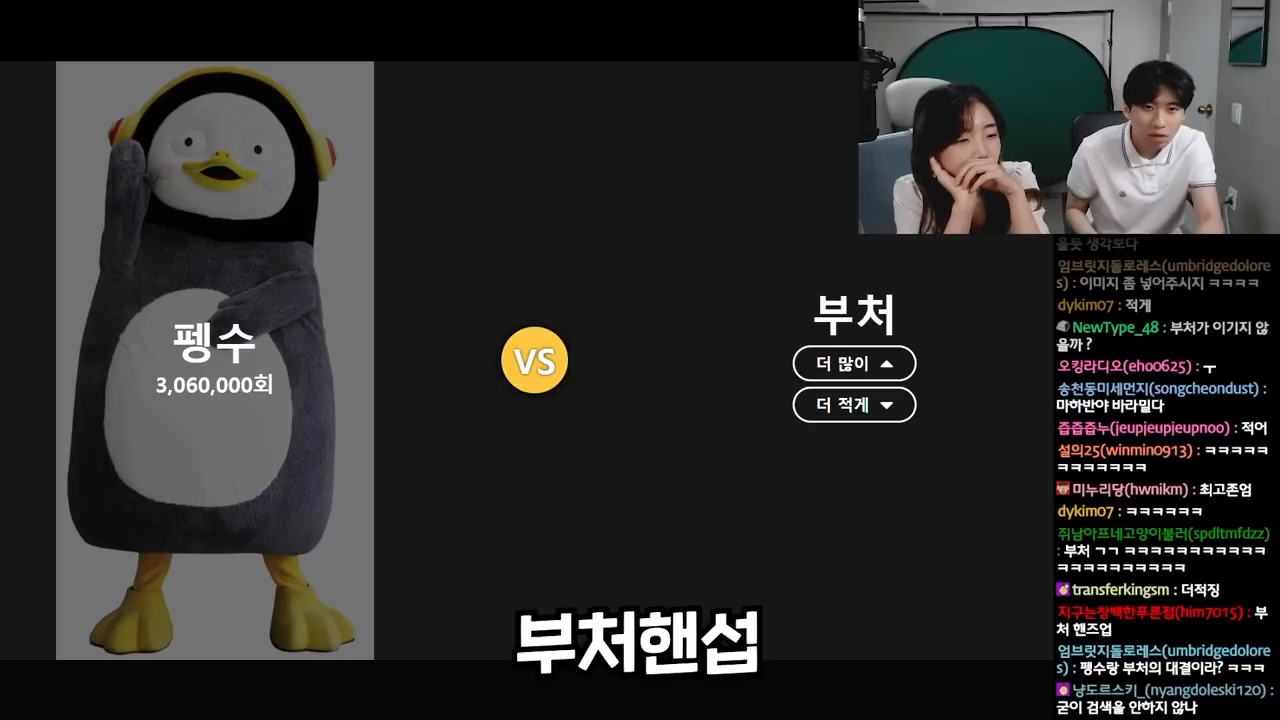 펭수
3,060,000회
VS
부처
더 많이
더 적게
부처핸섭
을듯 생각보다
엄브릿지돌로레스(umbridgedolore
s) : 이미지 좀 넣어주시지 ㅋㅋㅋㅋ
dykim07 : 적게
NewType_48 : 부처가 이기지 않
을까 ?
오킹라디오(eho0625) : ㅜ
송천동미세먼지(songcheondust) :
마하반야 바라밀다
즙즙즙누(jeupjeupjeupnoo) : 적어
설의25(winmin0913) : ㅋㅋㅋㅋㅋ
ㅋㅋㅋㅋㅋㅋㅋ
미누리당(hwnikm) : 최고존엄
dykim07 : ㅋㅋㅋㅋㅋㅋ
쥐남아프네고양이불러(spdltmfdzz)
: 부처 ㄱㄱ ㅋㅋㅋㅋㅋㅋㅋㅋㅋㅋㅋ
ㅋㅋㅋㅋㅋㅋㅋㅋㅋㅋ
transferkingsm : 더적징
지구는창백한푸른점(him7015) : 부
처 핸즈업
엄브릿지돌로레스(umbridgedolore
s) : 펭수랑 부처의 대결이라? ㅋㅋㅋ
냥도르스키_(nyangdoleski120) :
굳이 검색을 안하지 않나